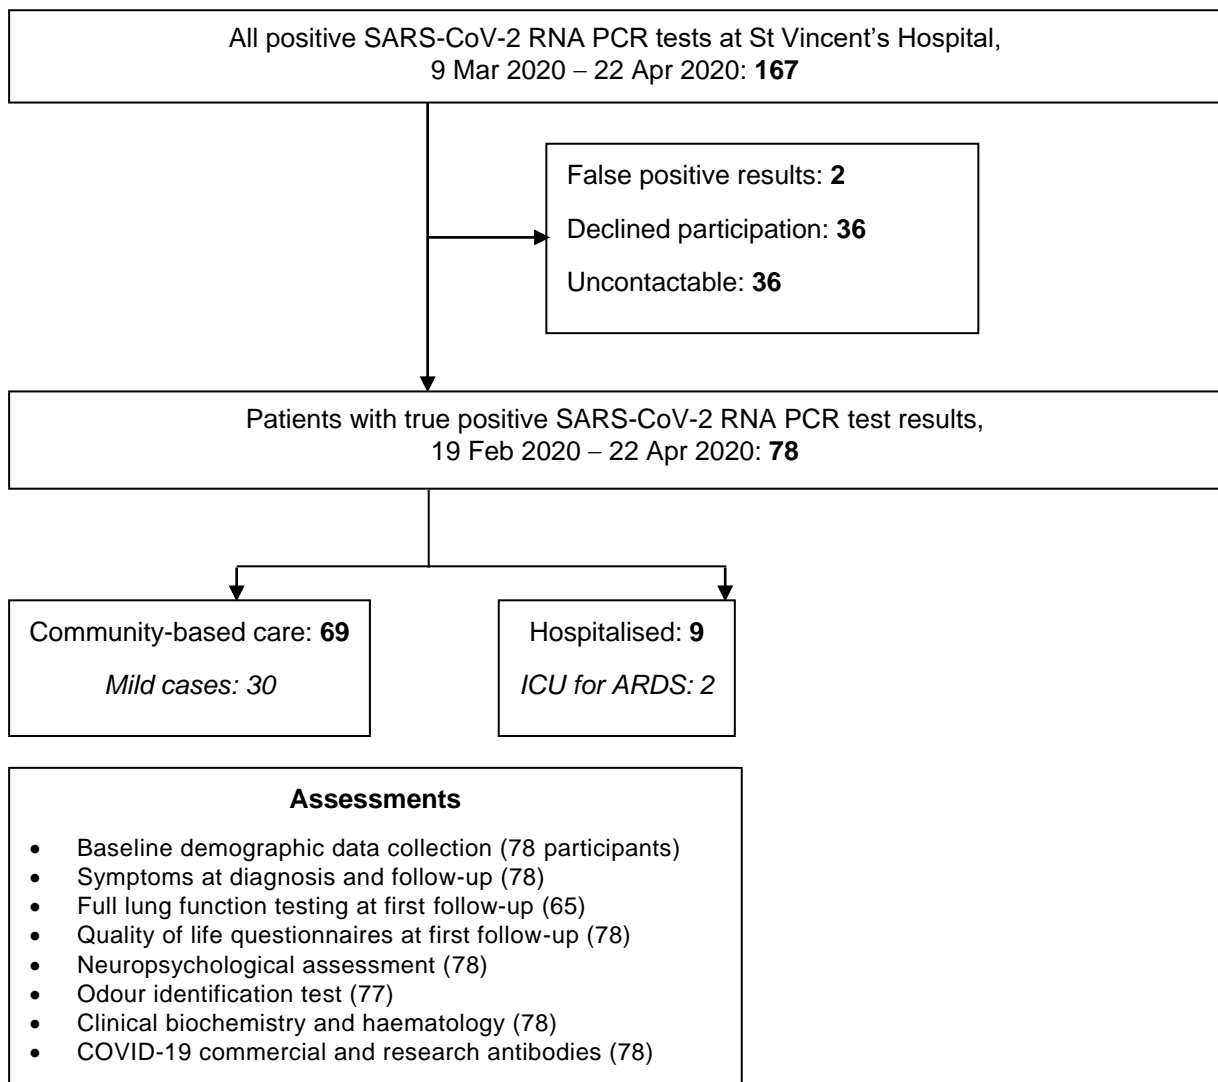 All positive SARS-CoV-2 RNA PCR tests at St Vincent’s Hospital,
9 Mar 2020 – 22 Apr 2020: 167
False positive results: 2
Declined participation: 36
Uncontactable: 36
Patients with true positive SARS-CoV-2 RNA PCR test results,
19 Feb 2020 – 22 Apr 2020: 78
Community-based care: 69
Mild cases: 30
Hospitalised: 9
ICU for ARDS: 2
Assessments
• Baseline demographic data collection (78 participants)
• Symptoms at diagnosis and follow-up (78)
• Full lung function testing at first follow-up (65)
• Quality of life questionnaires at first follow-up (78)
• Neuropsychological assessment (78)
• Odour identification test (77)
• Clinical biochemistry and haematology (78)
• COVID-19 commercial and research antibodies (78)